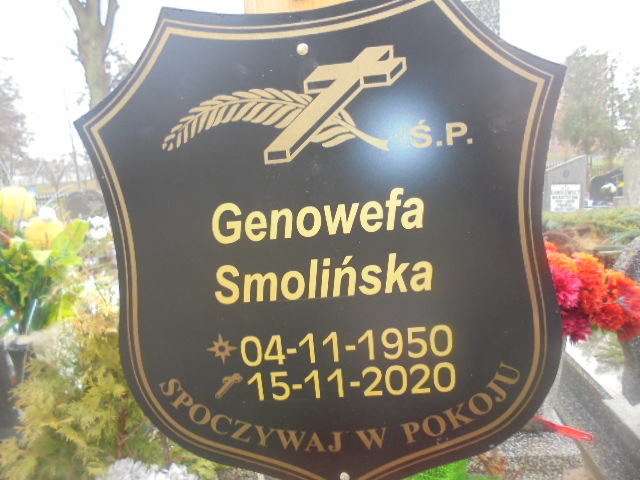 Ś.P.
Genowefa
Smolińska
04-11-1950
15-11-2020
SPOCZYWAJ W POKOJU